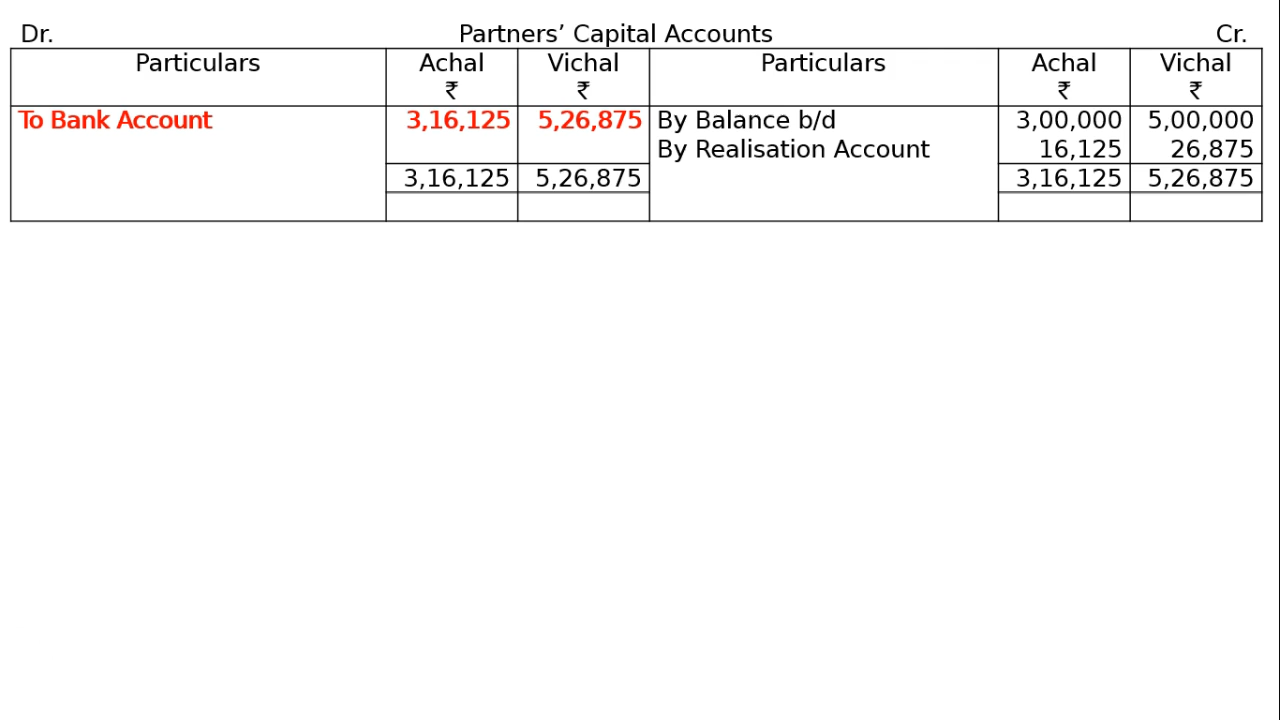 Dr. Partners’ Capital Accounts Cr.
Particulars Achal Vichal Particulars Achal Vichal
₹ ₹ ₹ ₹
To Bank Account 3,16,125 5,26,875 By Balance b/d 3,00,000 5,00,000
By Realisation Account 16,125 26,875
3,16,125 5,26,875 3,16,125 5,26,875